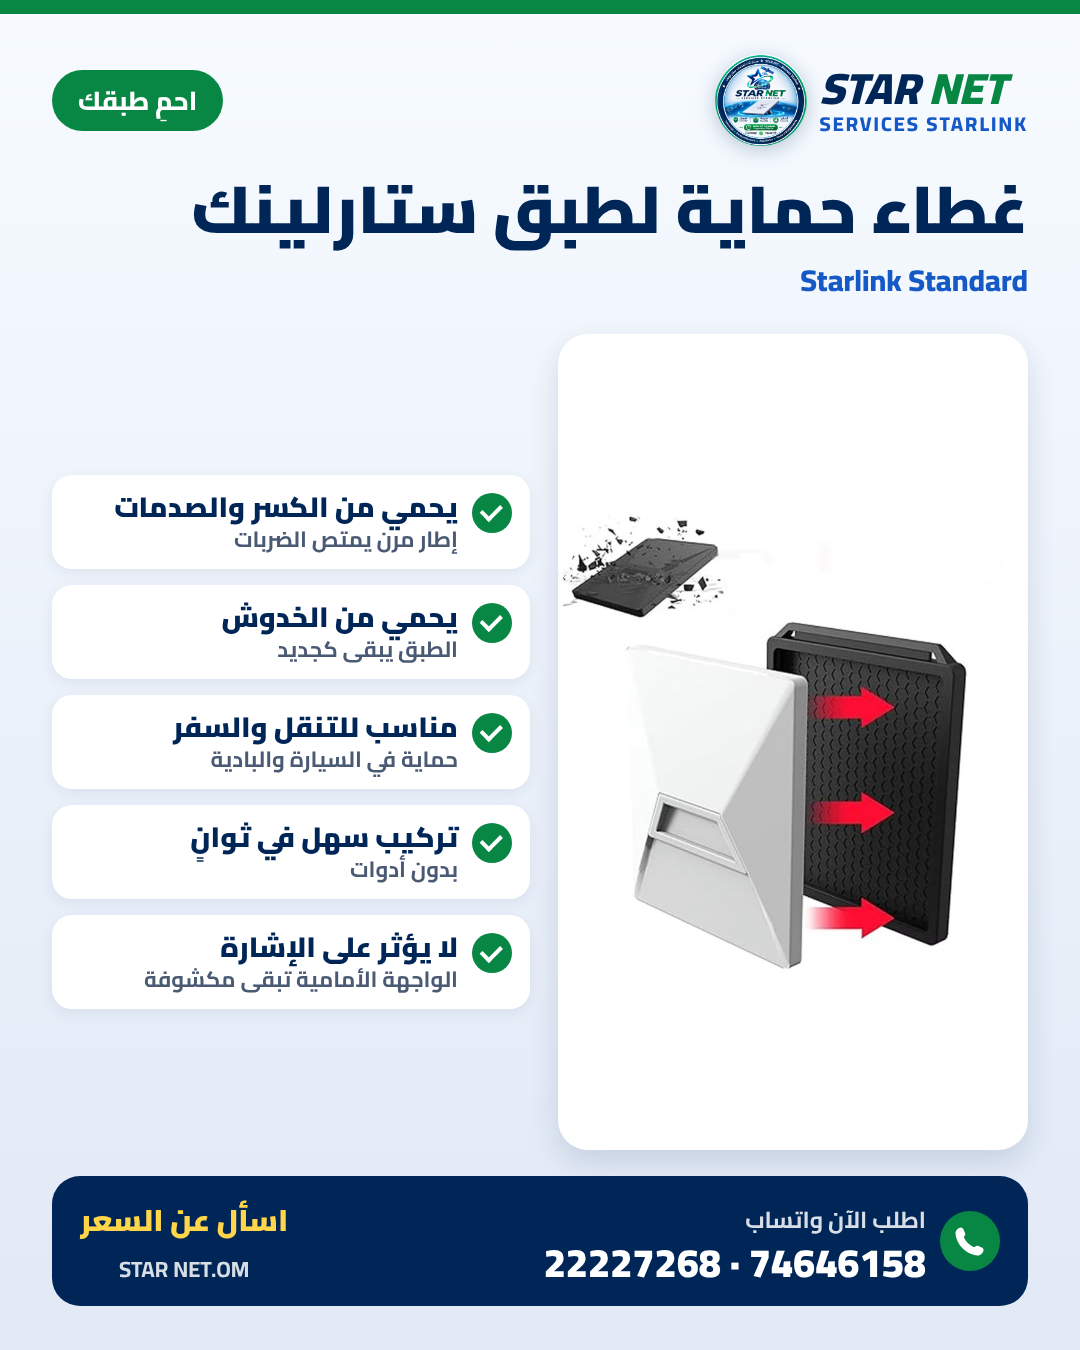 STAR NET
SERVICES STARLINK
STAR NET
احمِ طبقك
غطاء حماية لطبق ستارلينك
Starlink Standard
يحمي من الكسر والصدمات
إطار مرن يمتص الضربات
يحمي من الخدوش
الطبق يبقى كجديد
مناسب للتنقل والسفر
حماية في السيارة والبادية
تركيب سهل في ثوانٍ
بدون أدوات
لا يؤثر على الإشارة
الواجهة الأمامية تبقى مكشوفة
اطلب الآن واتساب
22227268 · 74646158
اسأل عن السعر
STAR NET.OM